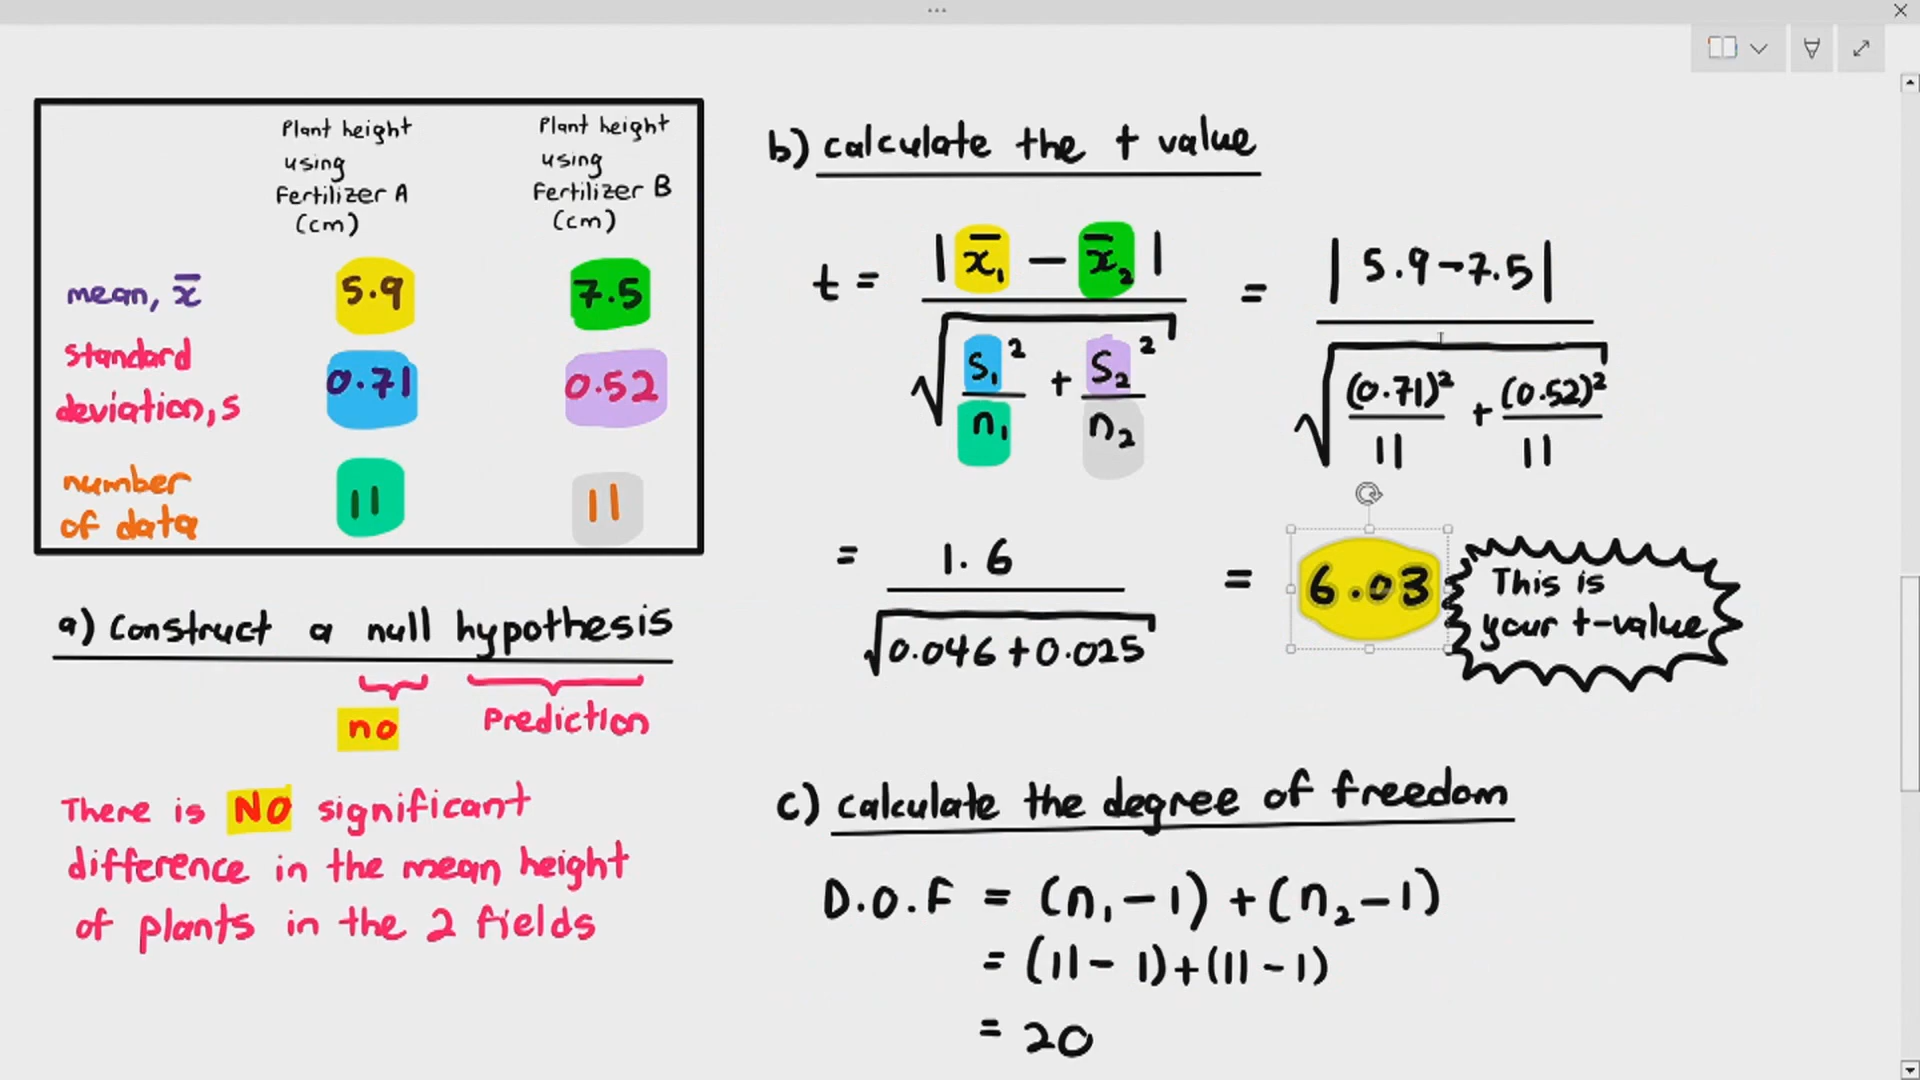 Plant height using Fertilizer A (cm)
Plant height using Fertilizer B (cm)
mean, x̄ 5.9 7.5
standard deviation, s 0.71 0.52
number of data 11 11
a) construct a null hypothesis
no prediction
There is NO significant
difference in the mean height
of plants in the 2 fields
b) calculate the t value
t = |x̄₁ − x̄₂| / √(s₁²/n₁ + s₂²/n₂) = |5.9-7.5| / √((0.71)²/11 + (0.52)²/11)
= 1.6 / √(0.046+0.025) = 6.03
This is
your t-value
c) calculate the degree of freedom
D.O.F = (n₁-1) + (n₂-1)
= (11-1)+(11-1)
= 20